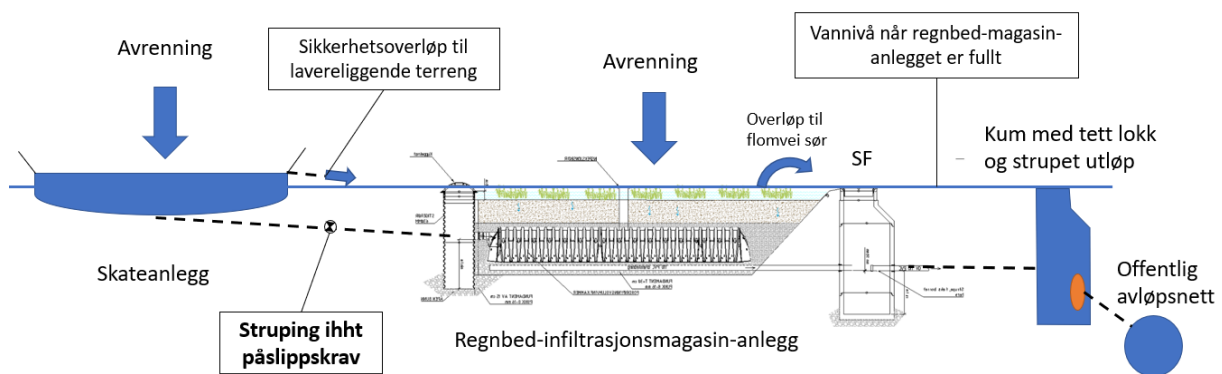 Avrenning
Sikkerhetsoverløp til
lavereliggende terreng
Avrenning
Vannivå når regnbed-magasin-
anlegget er fullt
Overløp til
flomvei sør
SF
Kum med tett lokk
og strupet utløp
Skateanlegg
Struping ihht
påslippskrav
Regnbed-infiltrasjonsmagasin-anlegg
Offentlig
avløpsnett